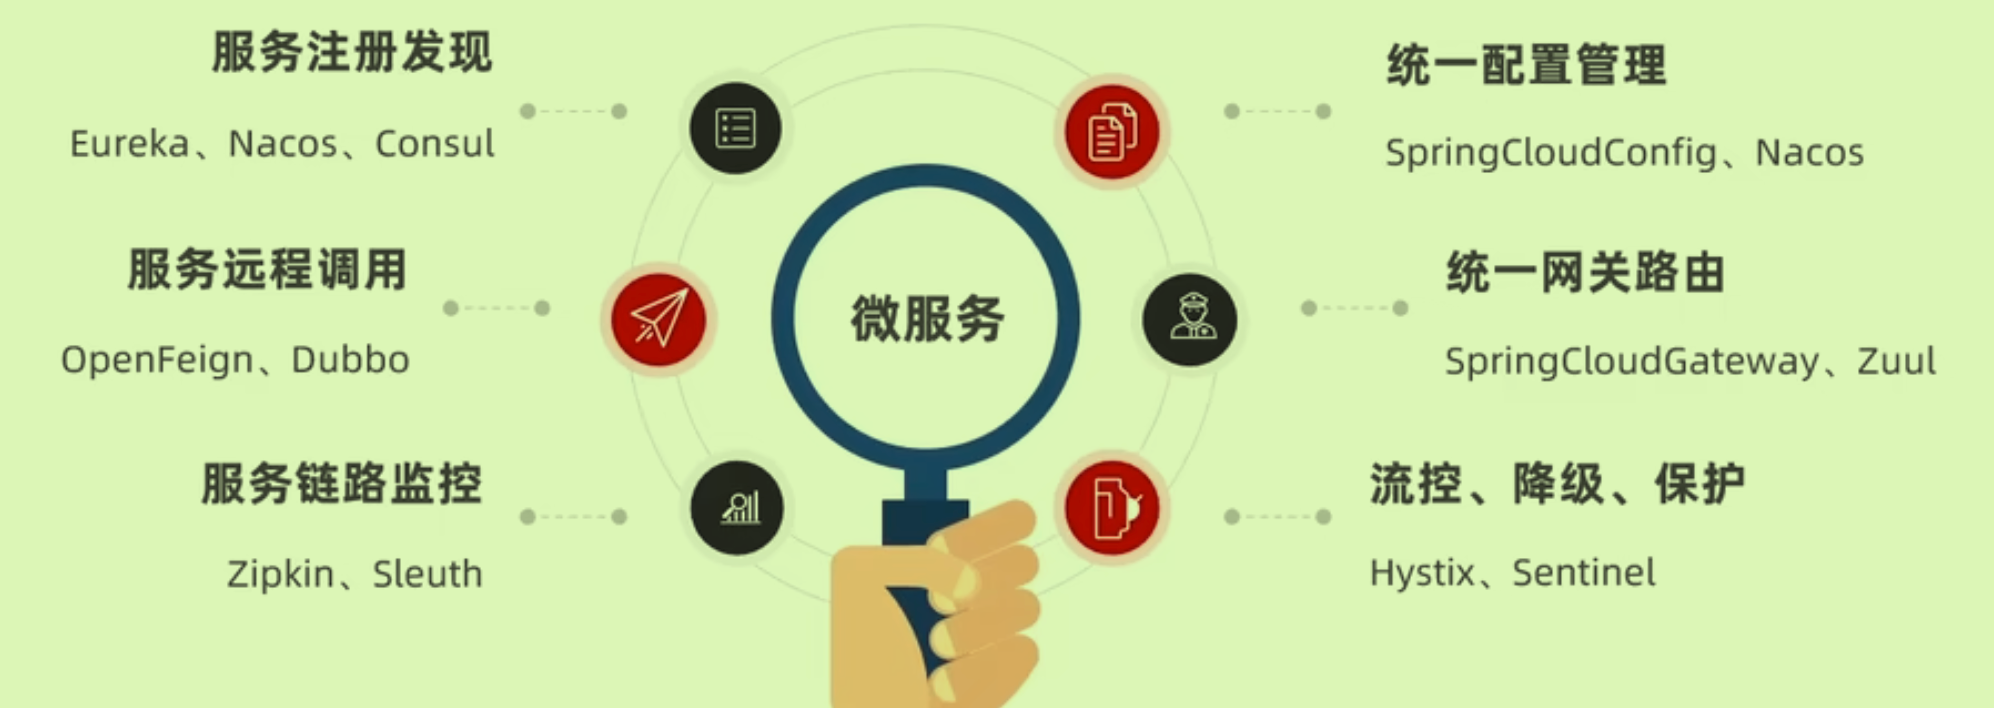 服务注册发现
Eureka、Nacos、Consul
服务远程调用
OpenFeign、Dubbo
服务链路监控
Zipkin、Sleuth
微服务
统一配置管理
SpringCloudConfig、Nacos
统一网关路由
SpringCloudGateway、Zuul
流控、降级、保护
Hystix、Sentinel